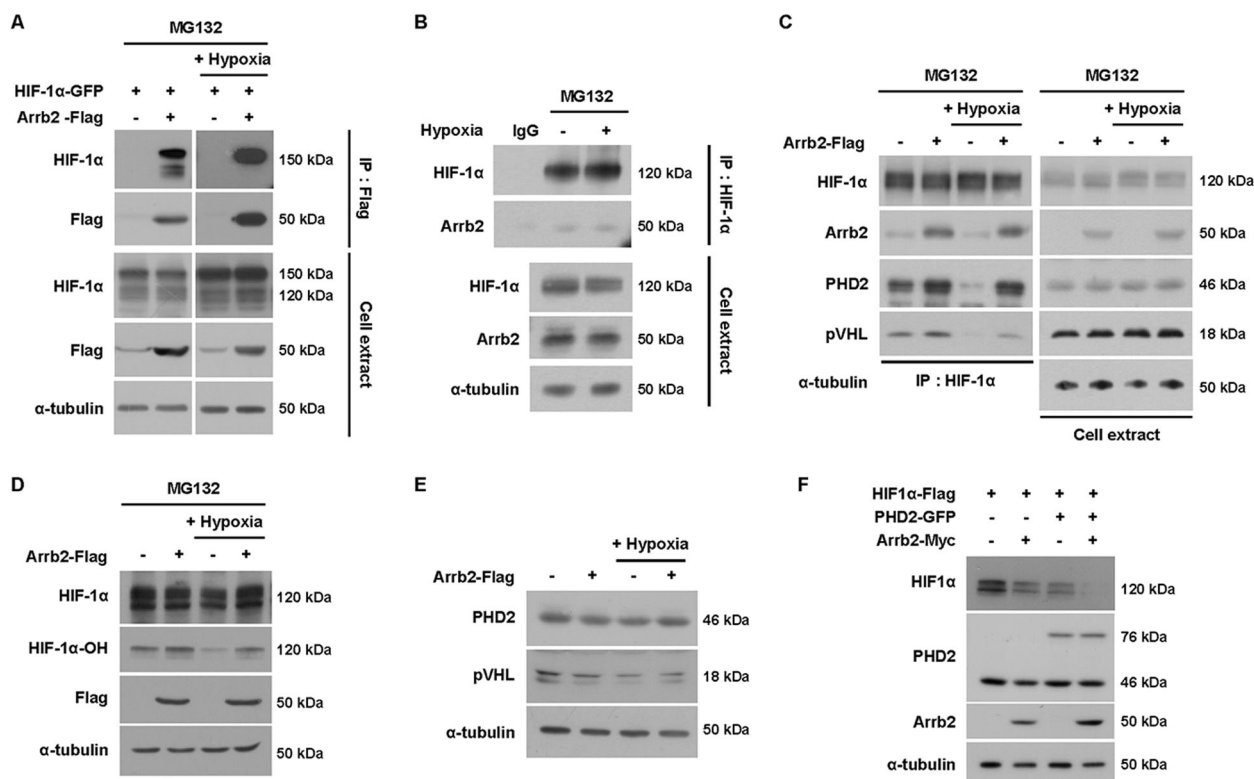 A
MG132
+ Hypoxia
HIF-1α-GFP + + + +
Arrb2 -Flag - + - +
HIF-1α 150 kDa
Flag 50 kDa
IP : Flag
HIF-1α 150 kDa
120 kDa
Flag 50 kDa
α-tubulin 50 kDa
Cell extract
B
MG132
Hypoxia IgG - +
HIF-1α 120 kDa
Arrb2 50 kDa
IP : HIF-1α
HIF-1α 120 kDa
Arrb2 50 kDa
α-tubulin 50 kDa
Cell extract
C
MG132 MG132
+ Hypoxia + Hypoxia
Arrb2-Flag - + - + - + - +
HIF-1α 120 kDa
Arrb2 50 kDa
PHD2 46 kDa
pVHL 18 kDa
α-tubulin 50 kDa
IP : HIF-1α
Cell extract
D
MG132
+ Hypoxia
Arrb2-Flag - + - +
HIF-1α 120 kDa
HIF-1α-OH 120 kDa
Flag 50 kDa
α-tubulin 50 kDa
E
+ Hypoxia
Arrb2-Flag - + - +
PHD2 46 kDa
pVHL 18 kDa
α-tubulin 50 kDa
F
HIF1α-Flag + + + +
PHD2-GFP - - + +
Arrb2-Myc - + - +
HIF1α 120 kDa
76 kDa
PHD2
46 kDa
Arrb2 50 kDa
α-tubulin 50 kDa